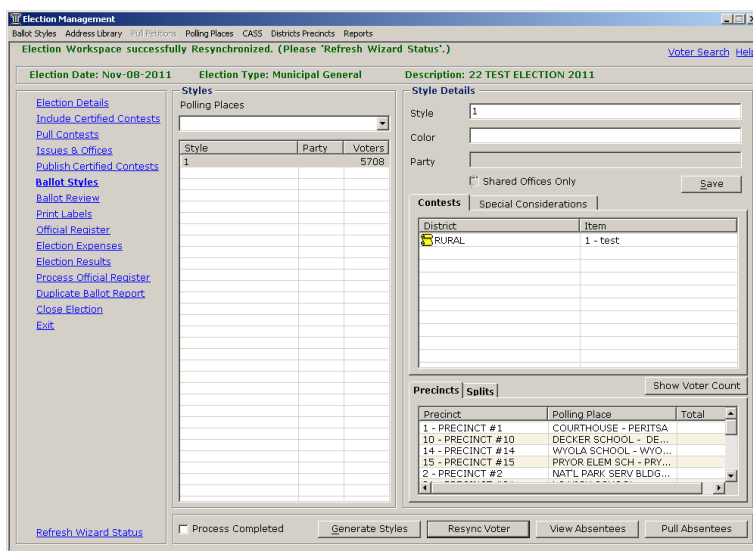 Election Management
Ballot Styles Address Library Pull Petitions Polling Places CASS Districts Precincts Reports
Election Workspace successfully Resynchronized. (Please 'Refresh Wizard Status'.)
Voter Search Help
Election Date: Nov-08-2011 Election Type: Municipal General Description: 22 TEST ELECTION 2011
Election Details
Include Certified Contests
Pull Contests
Issues & Offices
Publish Certified Contests
Ballot Styles
Ballot Review
Print Labels
Official Register
Election Expenses
Election Results
Process Official Register
Duplicate Ballot Report
Close Election
Exit
Refresh Wizard Status
Styles
Polling Places
Style Party Voters
1 5708
Process Completed
Generate Styles
Resync Voter
View Absentees
Pull Absentees
Style Details
Style 1
Color
Party
Shared Offices Only
Save
Contests Special Considerations
District Item
RURAL 1 - test
Show Voter Count
Precincts Splits
Precinct Polling Place Total
1 - PRECINCT #1 COURTHOUSE - PERITSA
10 - PRECINCT #10 DECKER SCHOOL - DE...
14 - PRECINCT #14 WYOLA SCHOOL - WYO...
15 - PRECINCT #15 PRYOR ELEM SCH - PRY...
2 - PRECINCT #2 NAT'L PARK SERV BLDG...